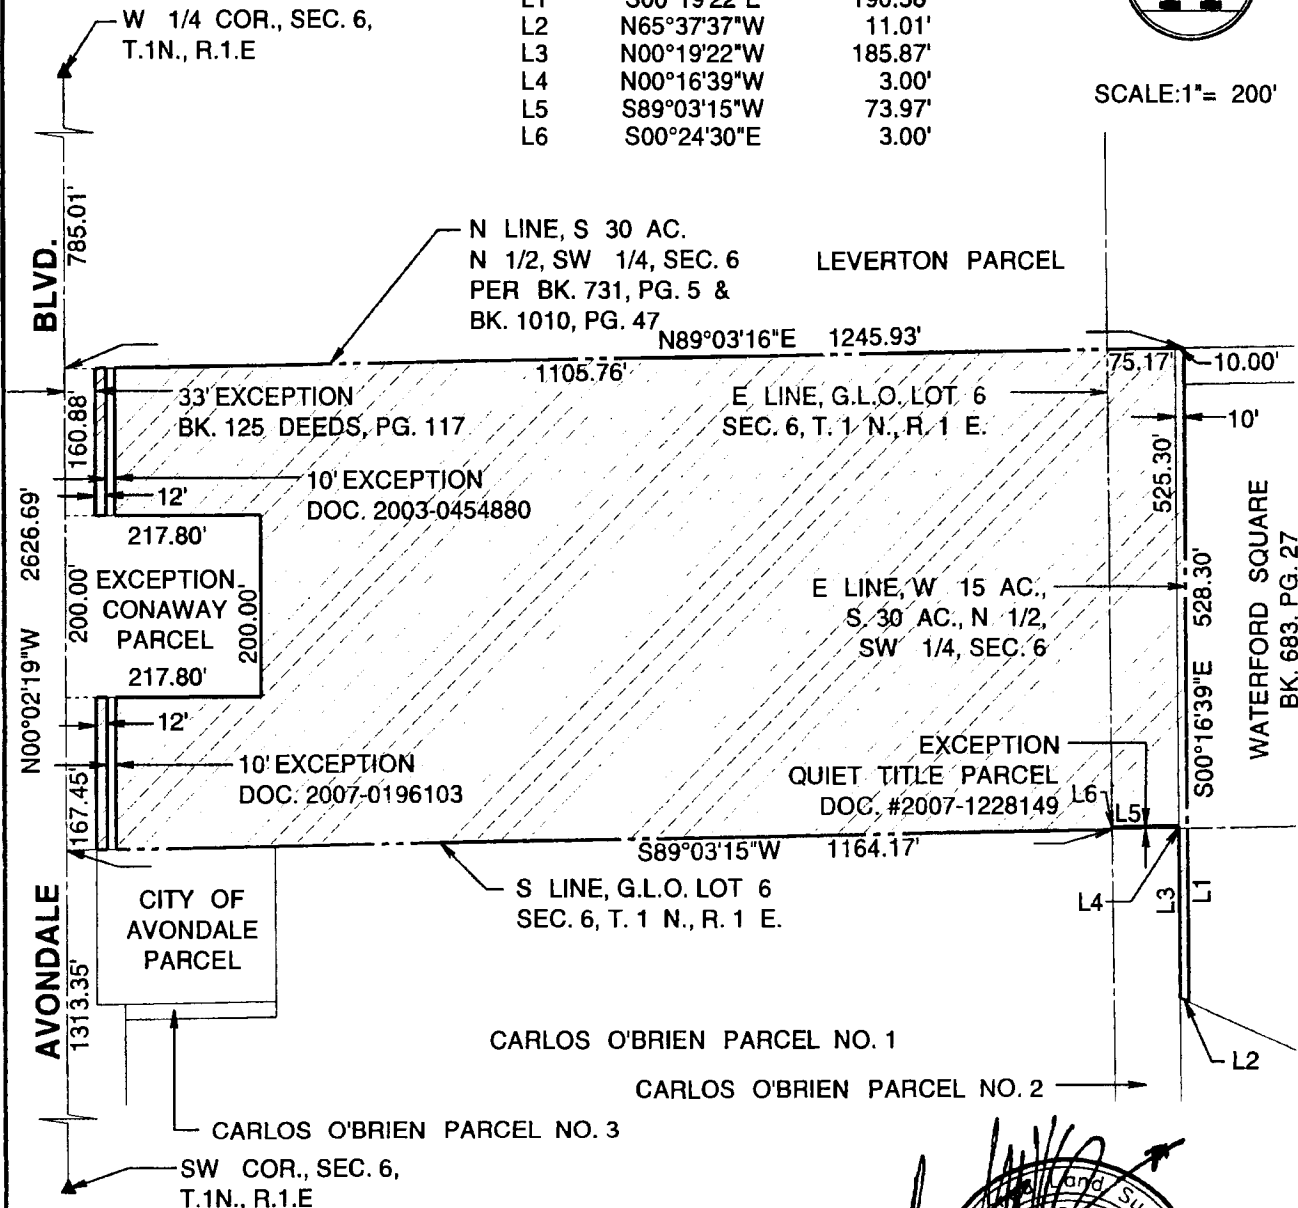 W 1/4 COR., SEC. 6,
T.1N., R.1.E
L1 S00°19'22"E 190.58'
L2 N65°37'37"W 11.01'
L3 N00°19'22"W 185.87'
L4 N00°16'39"W 3.00'
L5 S89°03'15"W 73.97'
L6 S00°24'30"E 3.00'
SCALE:1"= 200'
785.01'
BLVD.
N LINE, S 30 AC.
N 1/2, SW 1/4, SEC. 6
PER BK. 731, PG. 5 &
BK. 1010, PG. 47
LEVERTON PARCEL
N89°03'16"E 1245.93'
1105.76'
75.17'
10.00'
33' EXCEPTION
BK. 125 DEEDS, PG. 117
E LINE, G.L.O. LOT 6
SEC. 6, T. 1 N., R. 1 E.
10'
160.88'
525.30'
10' EXCEPTION
DOC. 2003-0454880
12'
217.80'
N00°02'19"W 2626.69'
200.00'
EXCEPTION
CONAWAY
PARCEL
200.00'
217.80'
E LINE, W 15 AC.,
S. 30 AC., N 1/2,
SW 1/4, SEC. 6
S00°16'39"E 528.30'
WATERFORD SQUARE
BK. 683, PG. 27
12'
10' EXCEPTION
DOC. 2007-0196103
167.45'
EXCEPTION
QUIET TITLE PARCEL
DOC. #2007-1228149
L6
L5
S89°03'15"W 1164.17'
S LINE, G.L.O. LOT 6
SEC. 6, T. 1 N., R. 1 E.
L4
L3
L1
CITY OF
AVONDALE
PARCEL
AVONDALE
1313.35'
CARLOS O'BRIEN PARCEL NO. 1
L2
CARLOS O'BRIEN PARCEL NO. 2
CARLOS O'BRIEN PARCEL NO. 3
SW COR., SEC. 6,
T.1N., R.1.E
Land